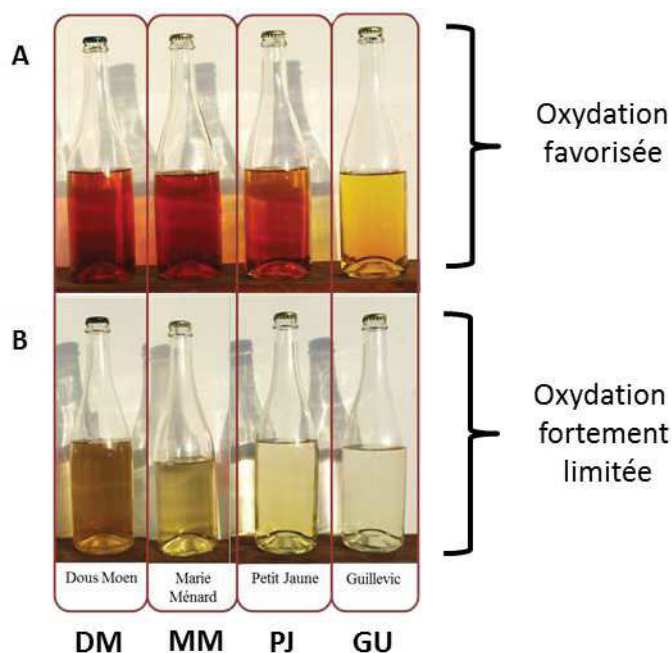 A
Oxydation
favorisée
B
Oxydation
fortement
limitée
Dous Moen
Marie
Ménard
Petit Jaune
Guillevic
DM
MM
PJ
GU